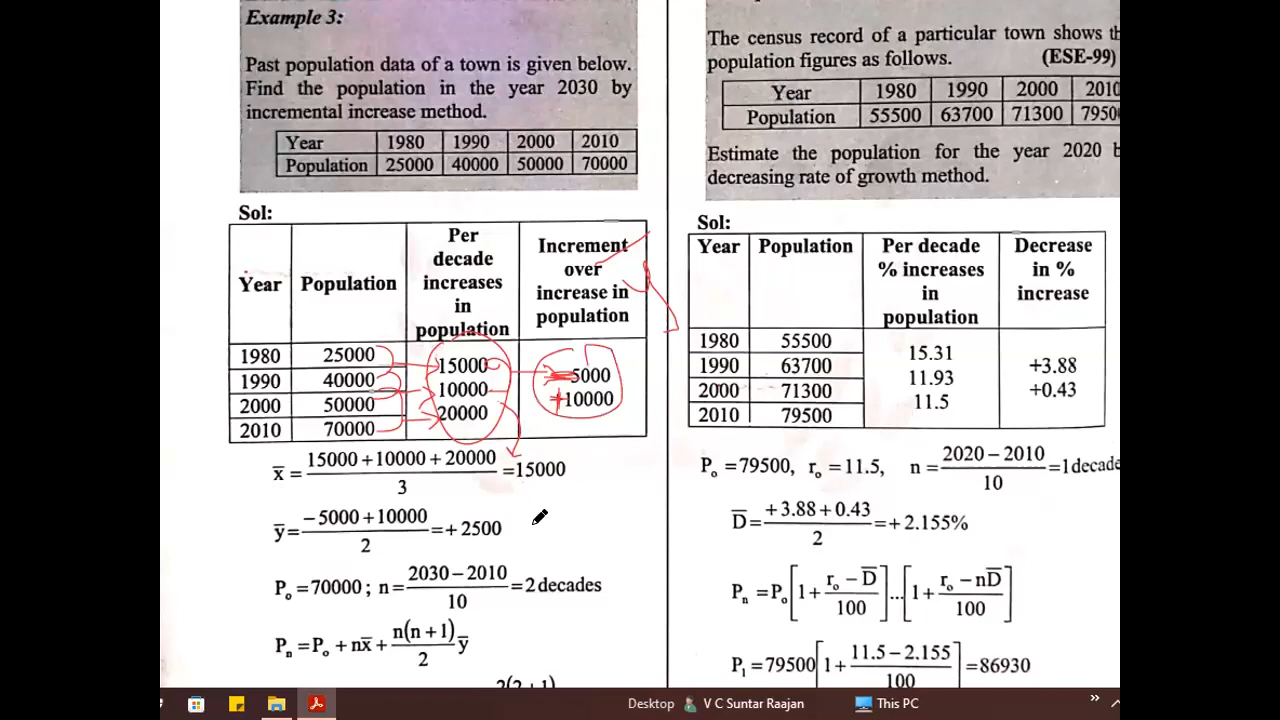 Example 3:
Past population data of a town is given below.
Find the population in the year 2030 by
incremental increase method.
Year 1980 1990 2000 2010
Population 25000 40000 50000 70000
Sol:
Year Population Per decade increases in population Increment over increase in population
1980 25000
1990 40000
2000 50000
2010 70000
15000
10000
20000
-5000
+10000
x̄ = (15000 + 10000 + 20000)/3 = 15000
ȳ = (-5000 + 10000)/2 = + 2500
P₀ = 70000 ; n = (2030 – 2010)/10 = 2 decades
Pₙ = P₀ + nx̄ + n(n + 1)/2 ȳ
2(2 + 1)
The census record of a particular town shows
population figures as follows. (ESE-99)
Year 1980 1990 2000 2010
Population 55500 63700 71300
Estimate the population for the year 2020
decreasing rate of growth method.
Sol:
Year Population Per decade % increases in population Decrease in % increase
1980 55500
1990 63700
2000 71300
2010 79500
15.31
11.93
11.5
+3.88
+0.43
P₀ = 79500, r₀ = 11.5, n = (2020 – 2010)/10 = 1 decade
D̄ = (+ 3.88 + 0.43)/2 = + 2.155%
Pₙ = P₀ [1 + (r₀ – D̄)/100] ... [1 + (r₀ – nD̄)/100]
P₁ = 79500 [1 + (11.5 – 2.155)/100] = 86930
Desktop V C Suntar Raajan This PC